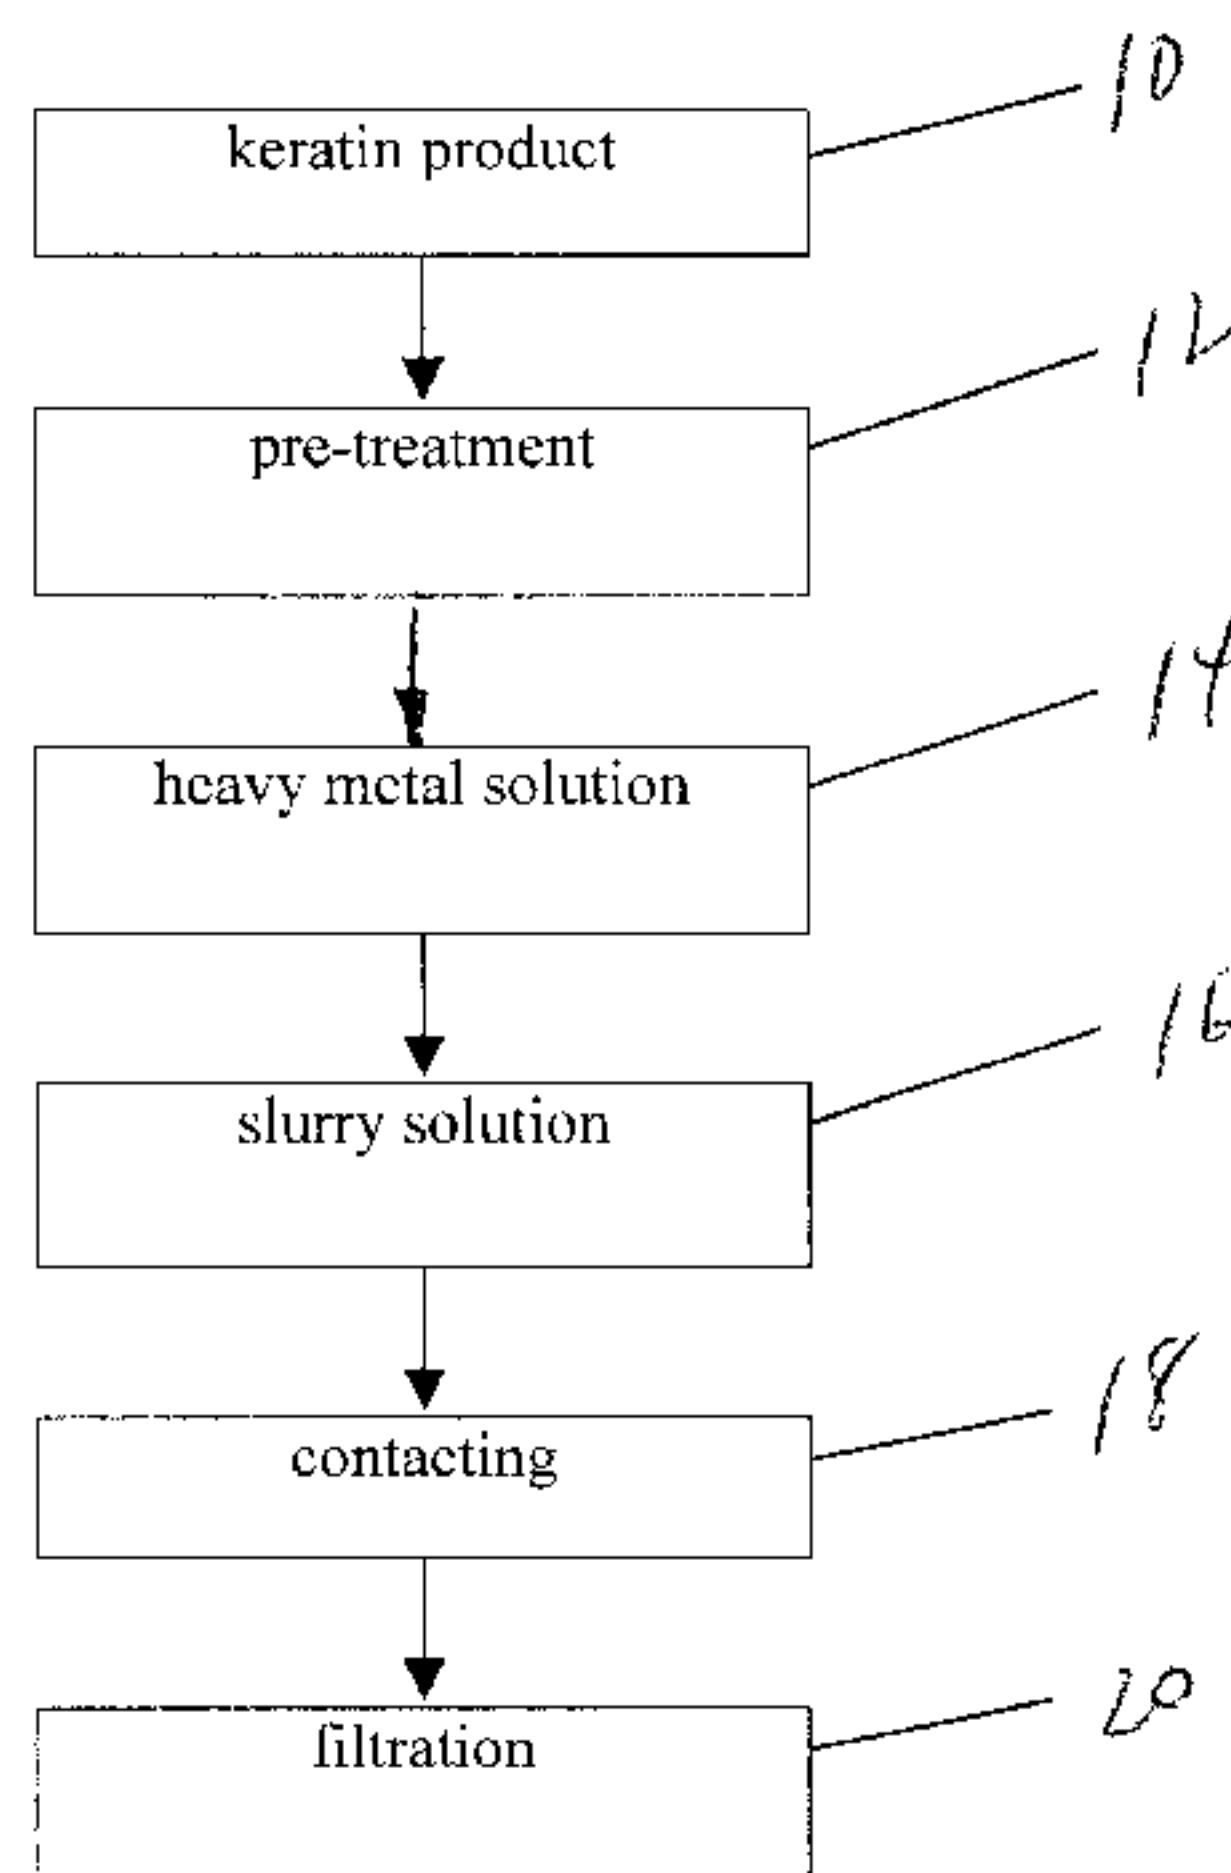 10
keratin product
12
pre-treatment
14
heavy metal solution
16
slurry solution
18
contacting
20
filtration